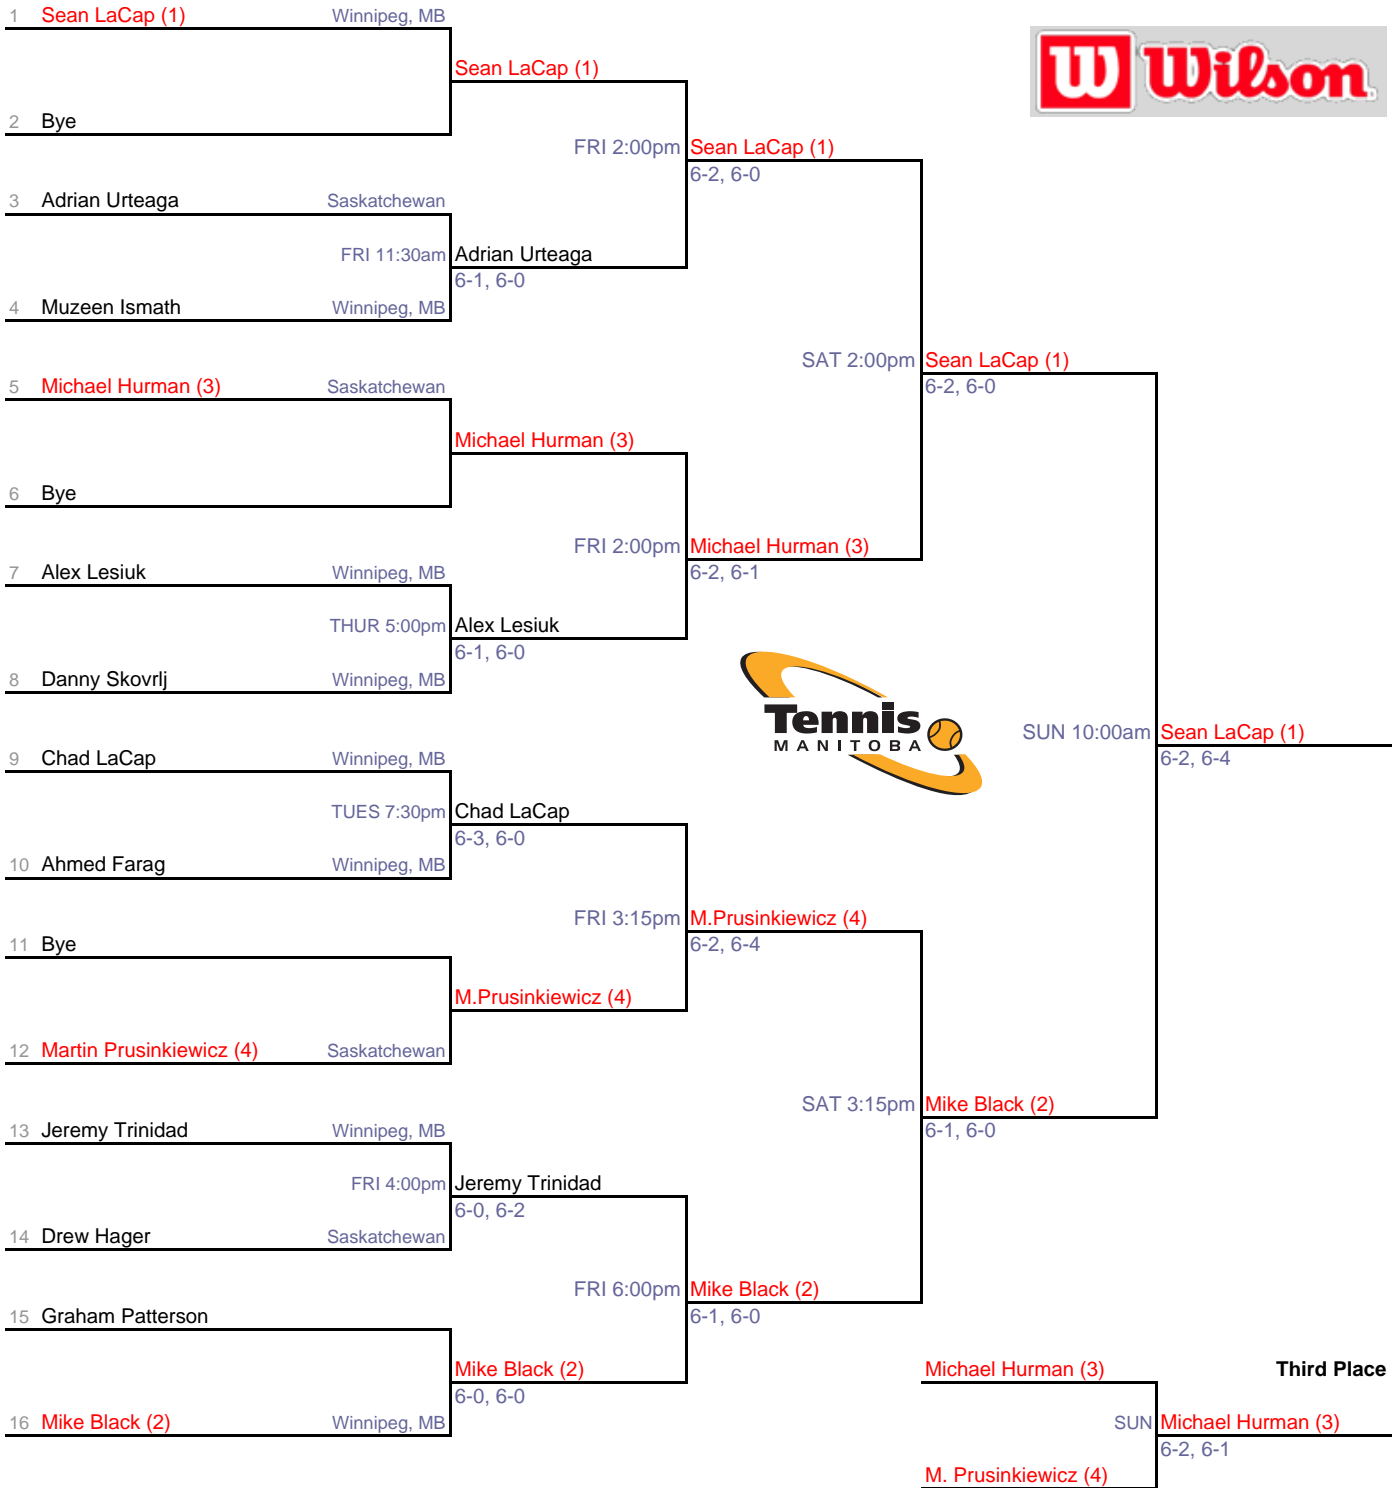 1 Sean LaCap (1) Winnipeg, MB
W Wilson
Sean LaCap (1)
2 Bye
FRI 2:00pm Sean LaCap (1)
6-2, 6-0
3 Adrian Urteaga Saskatchewan
FRI 11:30am Adrian Urteaga
6-1, 6-0
4 Muzeen Ismath Winnipeg, MB
SAT 2:00pm Sean LaCap (1)
6-2, 6-0
5 Michael Hurman (3) Saskatchewan
Michael Hurman (3)
6 Bye
FRI 2:00pm Michael Hurman (3)
6-2, 6-1
7 Alex Lesiuk Winnipeg, MB
THUR 5:00pm Alex Lesiuk
6-1, 6-0
8 Danny Skovrlj Winnipeg, MB
Tennis
MANITOBA
SUN 10:00am Sean LaCap (1)
6-2, 6-4
9 Chad LaCap Winnipeg, MB
TUES 7:30pm Chad LaCap
6-3, 6-0
10 Ahmed Farag Winnipeg, MB
FRI 3:15pm M.Prusinkiewicz (4)
6-2, 6-4
11 Bye
M.Prusinkiewicz (4)
12 Martin Prusinkiewicz (4) Saskatchewan
SAT 3:15pm Mike Black (2)
6-1, 6-0
13 Jeremy Trinidad Winnipeg, MB
FRI 4:00pm Jeremy Trinidad
6-0, 6-2
14 Drew Hager Saskatchewan
FRI 6:00pm Mike Black (2)
6-1, 6-0
15 Graham Patterson
Mike Black (2)
6-0, 6-0
16 Mike Black (2) Winnipeg, MB
Michael Hurman (3) Third Place
SUN Michael Hurman (3)
6-2, 6-1
M. Prusinkiewicz (4)